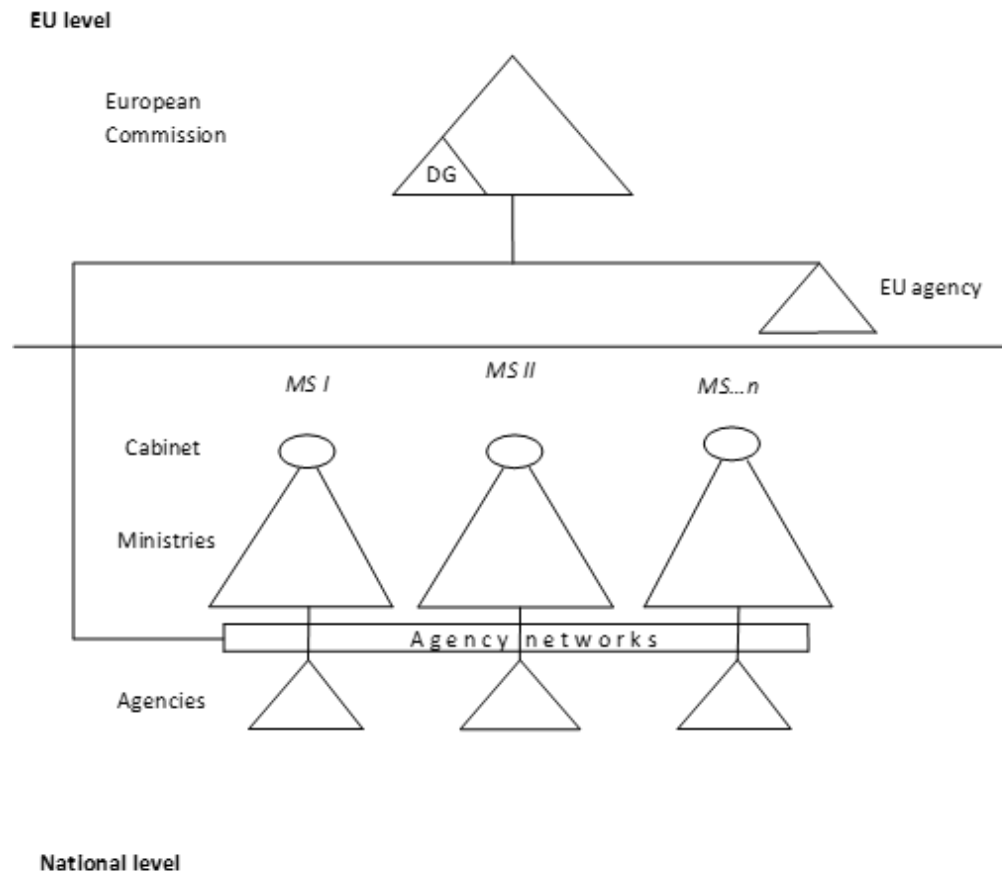 EU level
European
Commission
DG
EU agency
MS I
MS II
MS...n
Cabinet
Ministries
Agency networks
Agencies
National level